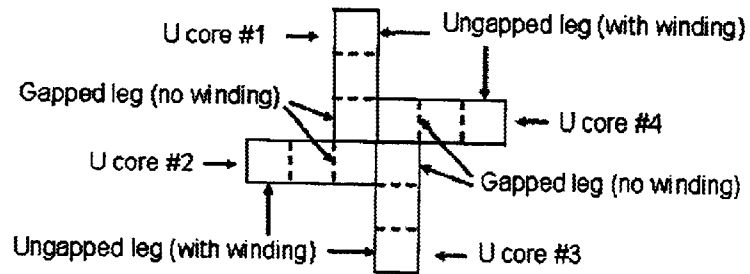 U core #1
Ungapped leg (with winding)
Gapped leg (no winding)
U core #4
U core #2
Gapped leg (no winding)
Ungapped leg (with winding)
U core #3